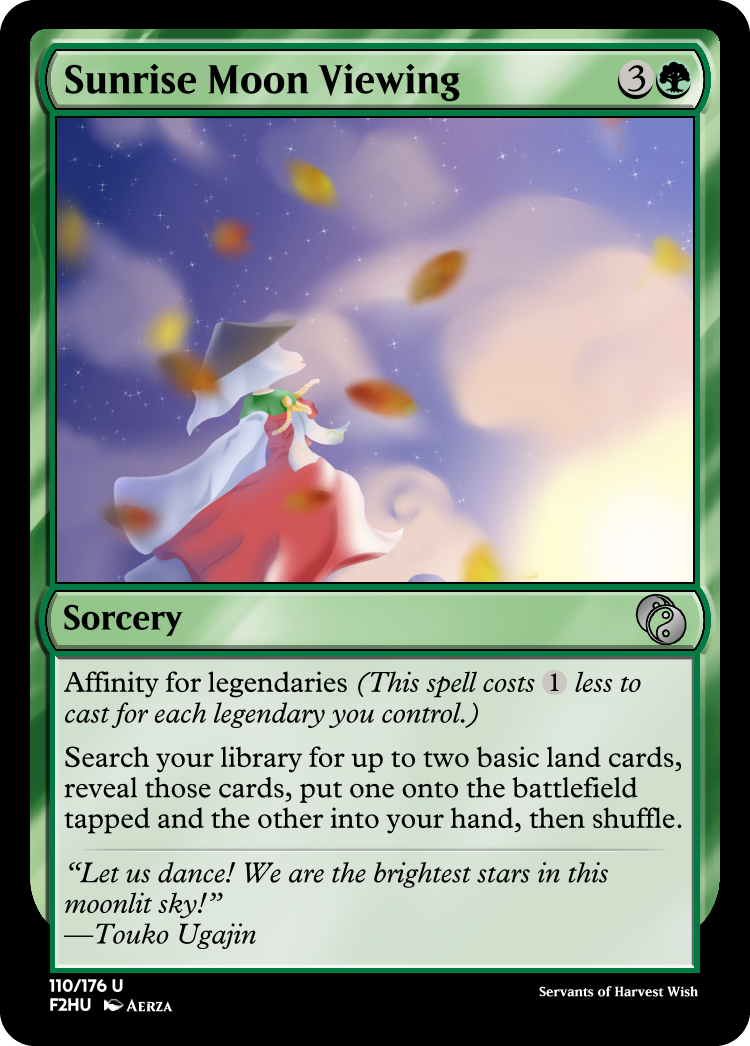 Sunrise Moon Viewing 3
Sorcery
Affinity for legendaries (This spell costs 1 less to
cast for each legendary you control.)
Search your library for up to two basic land cards,
reveal those cards, put one onto the battlefield
tapped and the other into your hand, then shuffle.
“Let us dance! We are the brightest stars in this
moonlit sky!”
—Touko Ugajin
110/176 U
F2HU AERZA
Servants of Harvest Wish